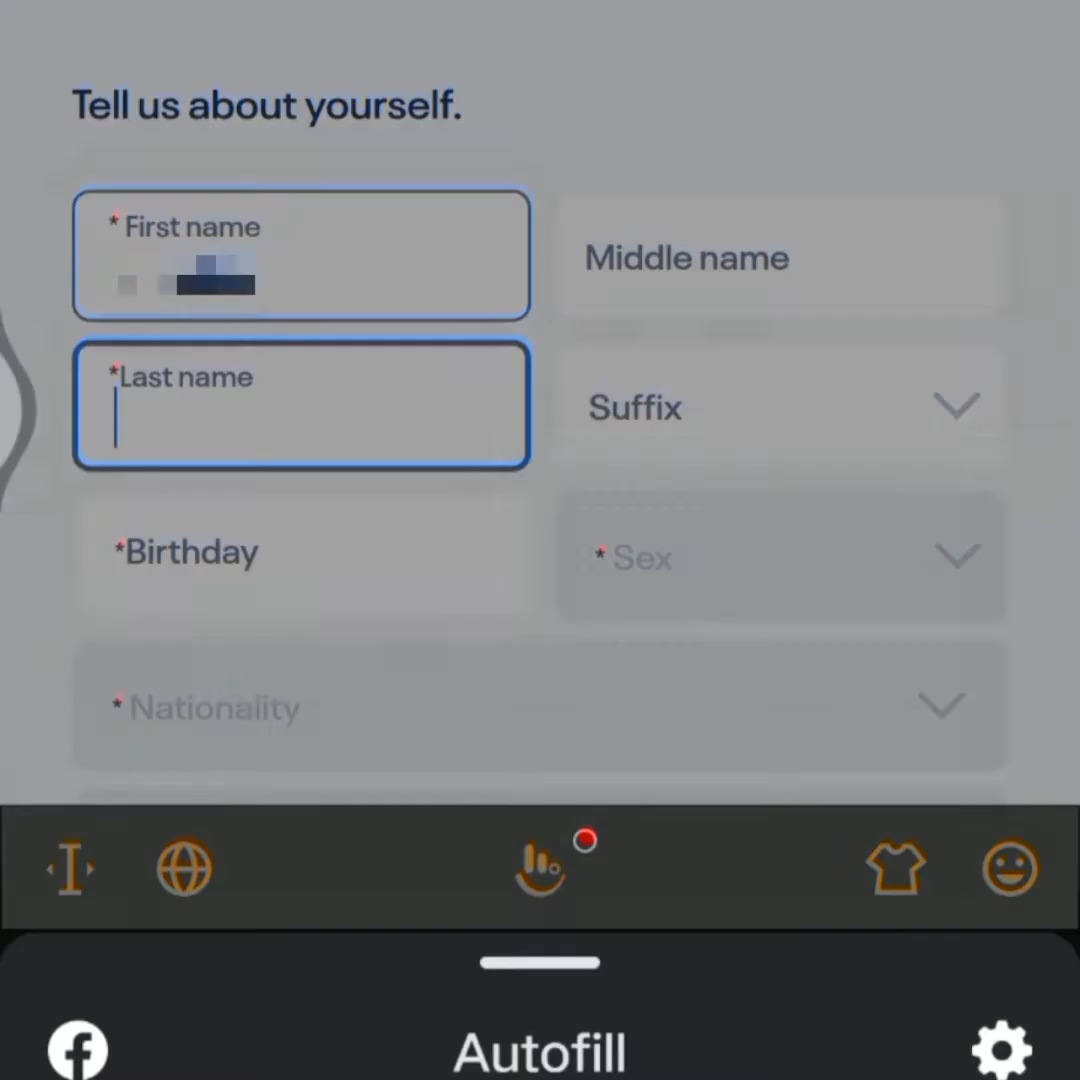 Tell us about yourself.
* First name
Middle name
*Last name
Suffix
*Birthday
* Sex
* Nationality
Autofill